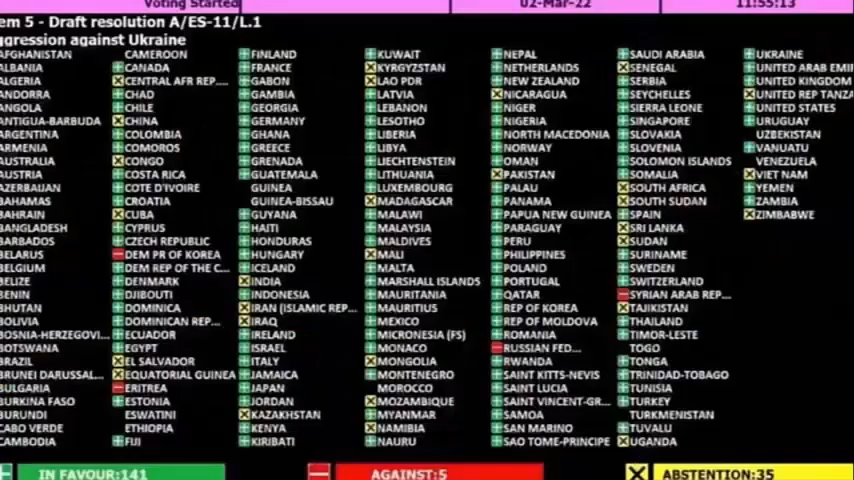 Voting Started
02-Mar-22
11:55:13
em 5 - Draft resolution A/ES-11/L.1
ggression against Ukraine
AFGHANISTAN
ALBANIA
ALGERIA
ANDORRA
ANGOLA
ANTIGUA-BARBUDA
ARGENTINA
ARMENIA
AUSTRALIA
AUSTRIA
AZERBAIJAN
BAHAMAS
BAHRAIN
BANGLADESH
BARBADOS
BELARUS
BELGIUM
BELIZE
BENIN
BHUTAN
BOLIVIA
BOSNIA-HERZEGOVI...
BOTSWANA
BRAZIL
BRUNEI DARUSSAL...
BULGARIA
BURKINA FASO
BURUNDI
CABO VERDE
CAMBODIA
CAMEROON
CANADA
CENTRAL AFR REP....
CHAD
CHILE
CHINA
COLOMBIA
COMOROS
CONGO
COSTA RICA
COTE D'IVOIRE
CROATIA
CUBA
CYPRUS
CZECH REPUBLIC
DEM PR OF KOREA
DEM REP OF THE C...
DENMARK
DJIBOUTI
DOMINICA
DOMINICAN REP...
ECUADOR
EGYPT
EL SALVADOR
EQUATORIAL GUINEA
ERITREA
ESTONIA
ESWATINI
ETHIOPIA
FIJI
FINLAND
FRANCE
GABON
GAMBIA
GEORGIA
GERMANY
GHANA
GREECE
GRENADA
GUATEMALA
GUINEA
GUINEA-BISSAU
GUYANA
HAITI
HONDURAS
HUNGARY
ICELAND
INDIA
INDONESIA
IRAN (ISLAMIC REP...
IRAQ
IRELAND
ISRAEL
ITALY
JAMAICA
JAPAN
JORDAN
KAZAKHSTAN
KENYA
KIRIBATI
KUWAIT
KYRGYZSTAN
LAO PDR
LATVIA
LEBANON
LESOTHO
LIBERIA
LIBYA
LIECHTENSTEIN
LITHUANIA
LUXEMBOURG
MADAGASCAR
MALAWI
MALAYSIA
MALDIVES
MALI
MALTA
MARSHALL ISLANDS
MAURITANIA
MAURITIUS
MEXICO
MICRONESIA (FS)
MONACO
MONGOLIA
MONTENEGRO
MOROCCO
MOZAMBIQUE
MYANMAR
NAMIBIA
NAURU
NEPAL
NETHERLANDS
NEW ZEALAND
NICARAGUA
NIGER
NIGERIA
NORTH MACEDONIA
NORWAY
OMAN
PAKISTAN
PALAU
PANAMA
PAPUA NEW GUINEA
PARAGUAY
PERU
PHILIPPINES
POLAND
PORTUGAL
QATAR
REP OF KOREA
REP OF MOLDOVA
ROMANIA
RUSSIAN FED...
RWANDA
SAINT KITTS-NEVIS
SAINT LUCIA
SAINT VINCENT-GR...
SAMOA
SAN MARINO
SAO TOME-PRINCIPE
SAUDI ARABIA
SENEGAL
SERBIA
SEYCHELLES
SIERRA LEONE
SINGAPORE
SLOVAKIA
SLOVENIA
SOLOMON ISLANDS
SOMALIA
SOUTH AFRICA
SOUTH SUDAN
SPAIN
SRI LANKA
SUDAN
SURINAME
SWEDEN
SWITZERLAND
SYRIAN ARAB REP...
TAJIKISTAN
THAILAND
TIMOR-LESTE
TOGO
TONGA
TRINIDAD-TOBAGO
TUNISIA
TURKEY
TURKMENISTAN
TUVALU
UGANDA
UKRAINE
UNITED ARAB EMI
UNITED KINGDOM
UNITED REP TANZA
UNITED STATES
URUGUAY
UZBEKISTAN
VANUATU
VENEZUELA
VIET NAM
YEMEN
ZAMBIA
ZIMBABWE
IN FAVOUR:141
AGAINST:5
ABSTENTION:35